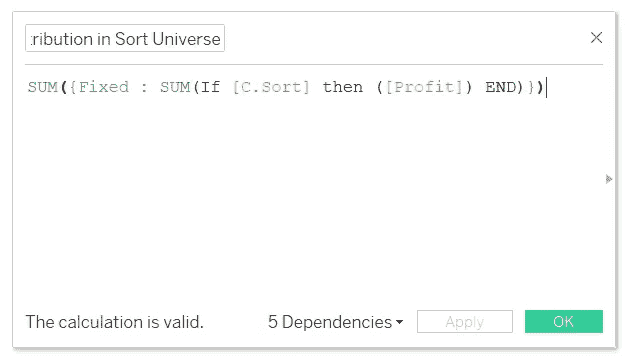 :ribution in Sort Universe
SUM({Fixed : SUM(If [C.Sort] then ([Profit]) END)})
The calculation is valid.
5 Dependencies
Apply
OK